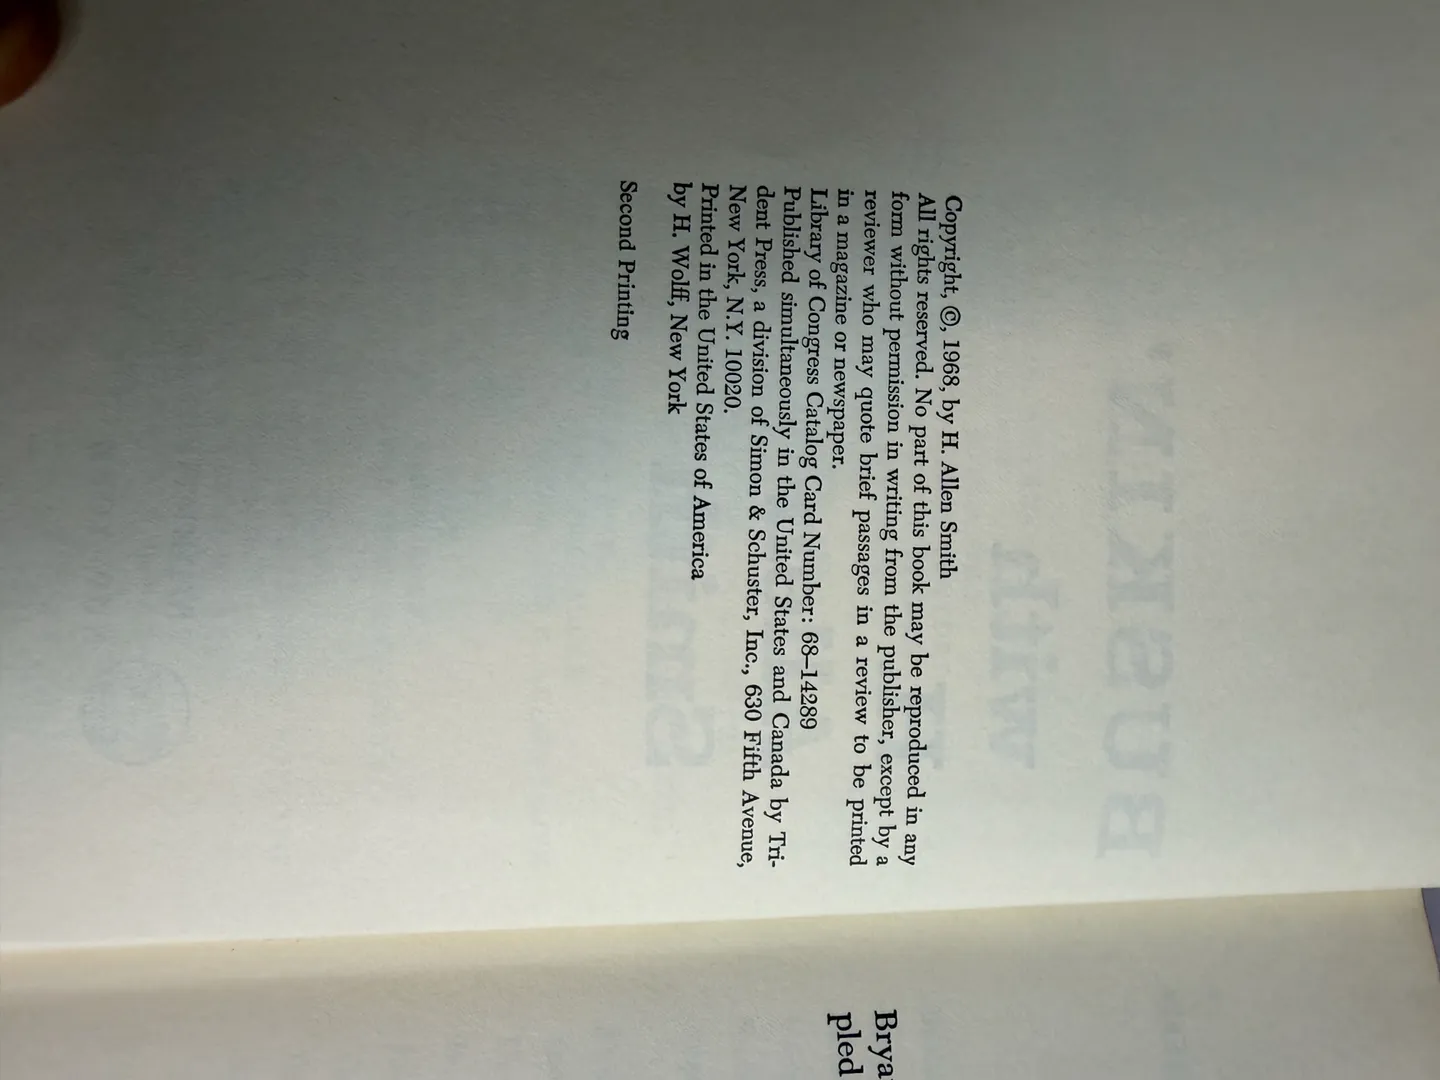 Copyright, ©, 1968, by H. Allen Smith
All rights reserved. No part of this book may be reproduced in any
form without permission in writing from the publisher, except by a
reviewer who may quote brief passages in a review to be printed
in a magazine or newspaper.
Library of Congress Catalog Card Number: 68–14289
Published simultaneously in the United States and Canada by Tri-
dent Press, a division of Simon & Schuster, Inc., 630 Fifth Avenue,
New York, N.Y. 10020.
Printed in the United States of America
by H. Wolff, New York
Second Printing
pled